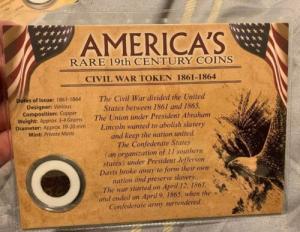 AMERICA'S
RARE 19th CENTURY COINS
CIVIL WAR TOKEN 1861-1864
Dates of Issue: 1861-1864
Designer: Various
Composition: Copper
Weight: Approx. 3-4 Grams
Diameter: Approx. 19-20 mm
Mint: Private Mints
The Civil War divided the United
States between 1861 and 1865.
The Union under President Abraham
Lincoln wanted to abolish slavery
and keep the nation united.
The Confederate States
(an organization of 11 southern
states) under President Jefferson
Davis broke away to form their own
nation and preserve slavery.
The war started on April 12, 1861,
and ended on April 9, 1865, when the
Confederate army surrendered.